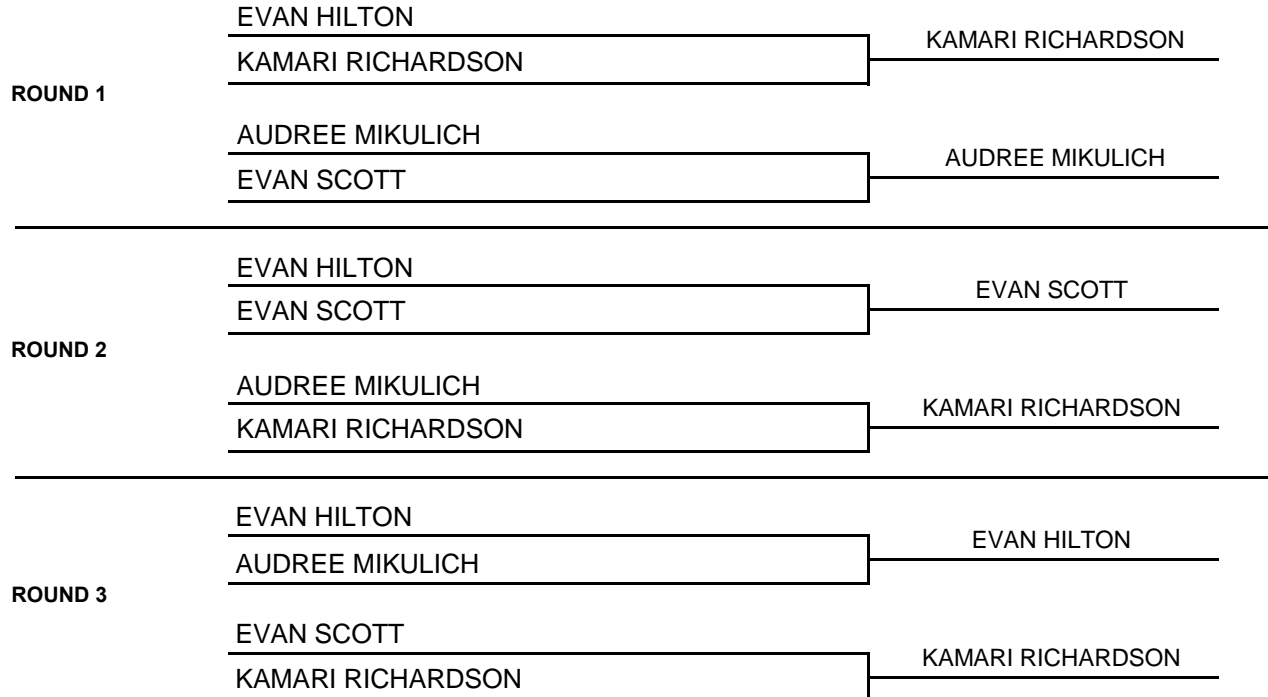 EVAN HILTON
KAMARI RICHARDSON
KAMARI RICHARDSON
ROUND 1
AUDREE MIKULICH
AUDREE MIKULICH
EVAN SCOTT
EVAN HILTON
EVAN SCOTT
EVAN SCOTT
ROUND 2
AUDREE MIKULICH
KAMARI RICHARDSON
KAMARI RICHARDSON
EVAN HILTON
EVAN HILTON
AUDREE MIKULICH
ROUND 3
EVAN SCOTT
KAMARI RICHARDSON
KAMARI RICHARDSON